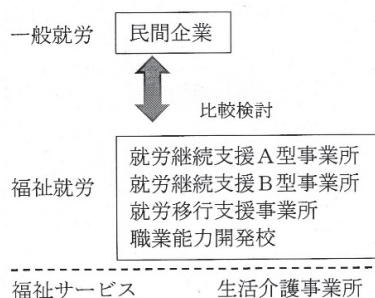 一般就労 民間企業
比較検討
就労継続支援A型事業所
福祉就労 就労継続支援B型事業所
就労移行支援事業所
職業能力開発校
福祉サービス 生活介護事業所